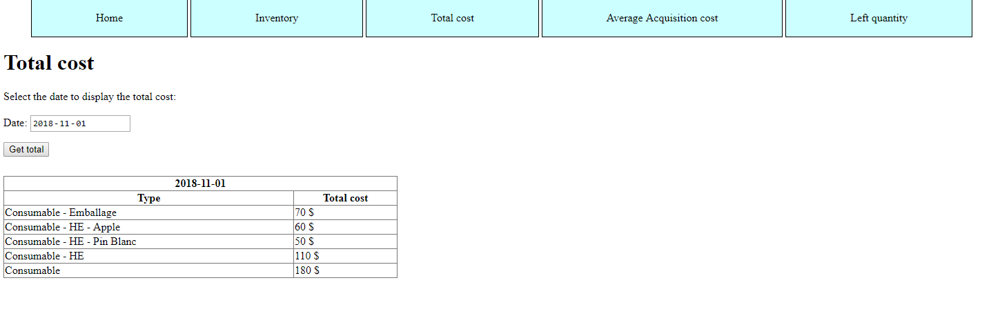 Home Inventory Total cost Average Acquisition cost Left quantity
Total cost
Select the date to display the total cost:
Date: 2018-11-01
Get total
2018-11-01
Type Total cost
Consumable - Emballage 70 $
Consumable - HE - Apple 60 $
Consumable - HE - Pin Blanc 50 $
Consumable - HE 110 $
Consumable 180 $